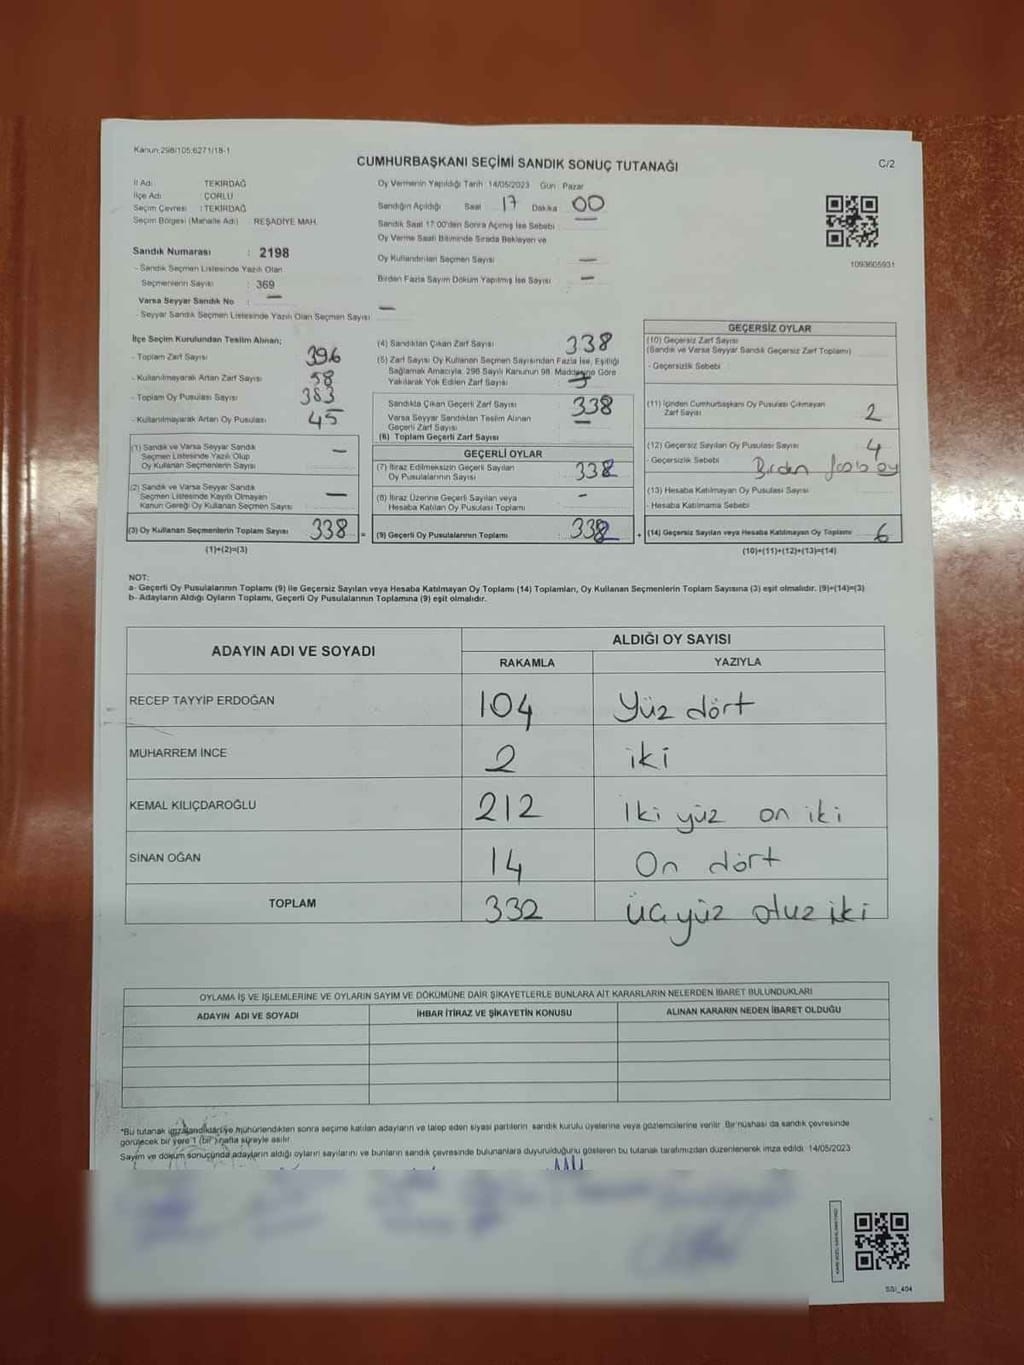 Kanun:298/105;6271/18-1
CUMHURBAŞKANI SEÇİMİ SANDIK SONUÇ TUTANAĞI
C/2
İl Adı : TEKİRDAĞ
İlçe Adı : ÇORLU
Seçim Çevresi : TEKİRDAĞ
Seçim Bölgesi (Mahalle Adı) : REŞADİYE MAH.
Sandık Numarası : 2198
- Sandık Seçmen Listesinde Yazılı Olan
Seçmenlerin Sayısı : 369
Varsa Seyyar Sandık No : —
- Seyyar Sandık Seçmen Listesinde Yazılı Olan Seçmen Sayısı : —
Oy Vermenin Yapıldığı Tarih :14/05/2023 Gün : Pazar
Sandığın Açıldığı Saat : 17 Dakika : 00
Sandık Saat 17:00'den Sonra Açılmış İse Sebebi : —
Oy Verme Saati Bitiminde Sırada Bekleyen ve
Oy Kullandırılan Seçmen Sayısı : —
Birden Fazla Sayım Döküm Yapılmış İse Sayısı : —
1093605931
İlçe Seçim Kurulundan Teslim Alınan;
- Toplam Zarf Sayısı : 396
- Kullanılmayarak Artan Zarf Sayısı : 58
- Toplam Oy Pusulası Sayısı : 383
- Kullanılmayarak Artan Oy Pusulası : 45
(1) Sandık ve Varsa Seyyar Sandık
Seçmen Listesinde Yazılı Olup
Oy Kullanan Seçmenlerin Sayısı : —
(2) Sandık ve Varsa Seyyar Sandık
Seçmen Listesinde Kayıtlı Olmayan
Kanun Gereği Oy Kullanan Seçmen Sayısı : —
(3) Oy Kullanan Seçmenlerin Toplam Sayısı : 338
(1)+(2)=(3)
(4) Sandıktan Çıkan Zarf Sayısı : 338
(5) Zarf Sayısı Oy Kullanan Seçmen Sayısından Fazla İse, Eşitliği
Sağlamak Amacıyla, 298 Sayılı Kanunun 98. Maddesine Göre
Yakılarak Yok Edilen Zarf Sayısı :
Sandıkta Çıkan Geçerli Zarf Sayısı : 338
Varsa Seyyar Sandıktan Teslim Alınan
Geçerli Zarf Sayısı : —
(6) Toplam Geçerli Zarf Sayısı
GEÇERLİ OYLAR
(7) İtiraz Edilmeksizin Geçerli Sayılan
Oy Pusulalarının Sayısı : 332
(8) İtiraz Üzerine Geçerli Sayılan veya
Hesaba Katılan Oy Pusulası Toplamı : -
(9) Geçerli Oy Pusulalarının Toplamı : 332
+
GEÇERSİZ OYLAR
(10) Geçersiz Zarf Sayısı
(Sandık ve Varsa Seyyar Sandık Geçersiz Zarf Toplamı) :
- Geçersizlik Sebebi :
(11) İçinden Cumhurbaşkanı Oy Pusulası Çıkmayan
Zarf Sayısı : 2
(12) Geçersiz Sayılan Oy Pusulası Sayısı : 4
- Geçersizlik Sebebi : Birden fazla oy
(13) Hesaba Katılmayan Oy Pusulası Sayısı :
- Hesaba Katılmama Sebebi :
(14) Geçersiz Sayılan veya Hesaba Katılmayan Oy Toplamı : 6
(10)+(11)+(12)+(13)=(14)
NOT:
a- Geçerli Oy Pusulalarının Toplamı (9) ile Geçersiz Sayılan veya Hesaba Katılmayan Oy Toplamı (14) Toplamları, Oy Kullanan Seçmenlerin Toplam Sayısına (3) eşit olmalıdır. (9)+(14)=(3)
b- Adayların Aldığı Oyların Toplamı, Geçerli Oy Pusulalarının Toplamına (9) eşit olmalıdır.
ADAYIN ADI VE SOYADI
ALDIĞI OY SAYISI
RAKAMLA YAZIYLA
RECEP TAYYİP ERDOĞAN 104 Yüz dört
MUHARREM İNCE 2 iki
KEMAL KILIÇDAROĞLU 212 İki yüz on iki
SİNAN OĞAN 14 On dört
TOPLAM 332 üçyüz otuz iki
OYLAMA İŞ VE İŞLEMLERİNE VE OYLARIN SAYIM VE DÖKÜMÜNE DAİR ŞİKAYETLERLE BUNLARA AİT KARARLARIN NELERDEN İBARET BULUNDUKLARI
ADAYIN ADI VE SOYADI İHBAR İTİRAZ VE ŞİKAYETİN KONUSU ALINAN KARARIN NEDEN İBARET OLDUĞU
*Bu tutanak imzalandıktan ve mühürlendikten sonra seçime katılan adayların ve talep eden siyasi partilerin sandık kurulu üyelerine veya gözlemcilerine verilir. Bir nüshası da sandık çevresinde
görülecek bir yere 1 (bir) hafta süreyle asılır.
Sayım ve döküm sonucunda adayların aldığı oyların sayılarını ve bunların sandık çevresinde bulunanlara duyurulduğunu gösteren bu tutanak tarafımızdan düzenlenerek imza edildi. 14/05/2023
SSI_404